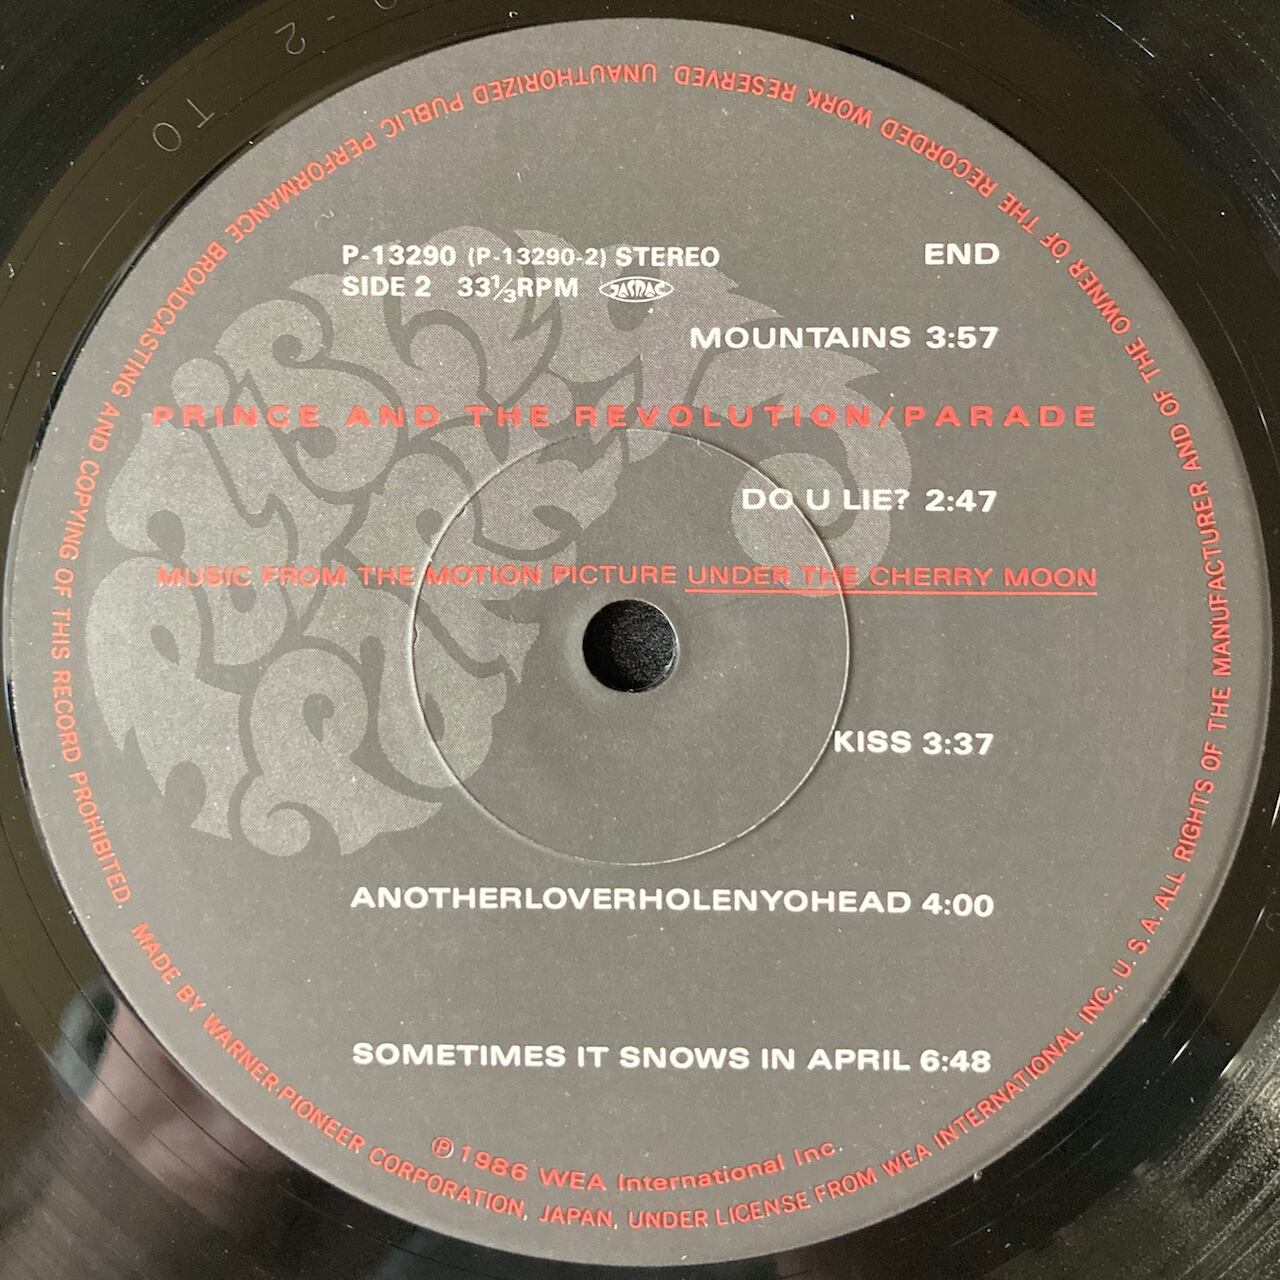 P-13290 (P-13290-2) STEREO
END
SIDE 2 33⅓RPM JASRAC
MOUNTAINS 3:57
PRINCE AND THE REVOLUTION/PARADE
DO U LIE? 2:47
MUSIC FROM THE MOTION PICTURE UNDER THE CHERRY MOON
KISS 3:37
ANOTHERLOVERHOLENYOHEAD 4:00
SOMETIMES IT SNOWS IN APRIL 6:48
Ⓟ1986 WEA International Inc.
MADE BY WARNER-PIONEER CORPORATION, JAPAN, UNDER LICENSE FROM WEA INTERNATIONAL INC., U.S.A. ALL RIGHTS OF THE MANUFACTURER AND OF THE OWNER OF THE RECORDED WORK RESERVED. UNAUTHORIZED PUBLIC PERFORMANCE BROADCASTING AND COPYING OF THIS RECORD PROHIBITED.